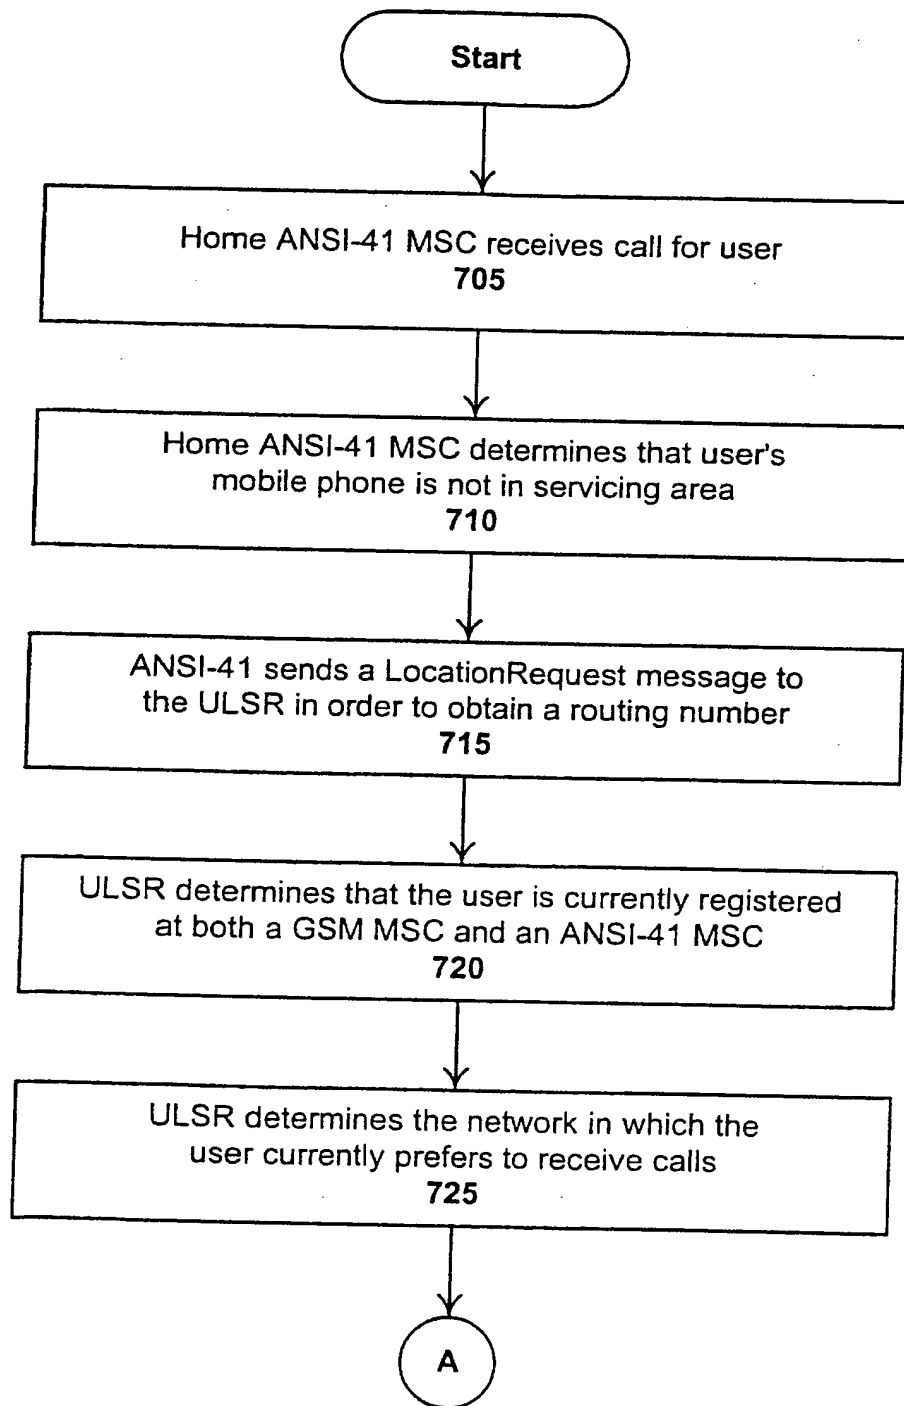 Start
Home ANSI-41 MSC receives call for user
705
Home ANSI-41 MSC determines that user's
mobile phone is not in servicing area
710
ANSI-41 sends a LocationRequest message to
the ULSR in order to obtain a routing number
715
ULSR determines that the user is currently registered
at both a GSM MSC and an ANSI-41 MSC
720
ULSR determines the network in which the
user currently prefers to receive calls
725
A